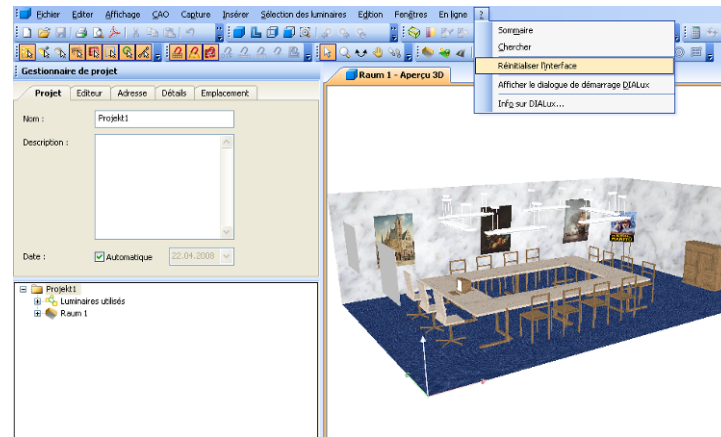 Fichier Editer Affichage CAO Capture Insérer Sélection des luminaires Edition Fenêtres En ligne ?
Sommaire
Chercher
Réinitialiser l'Interface
Afficher le dialogue de démarrage DIALux
Info sur DIALux...
Gestionnaire de projet
Raum 1 - Aperçu 3D
Projet Editeur Adresse Détails Emplacement
Nom : Projekt1
Description :
Date : Automatique 22.04.2008
Projekt1
Luminaires utilisés
Raum 1